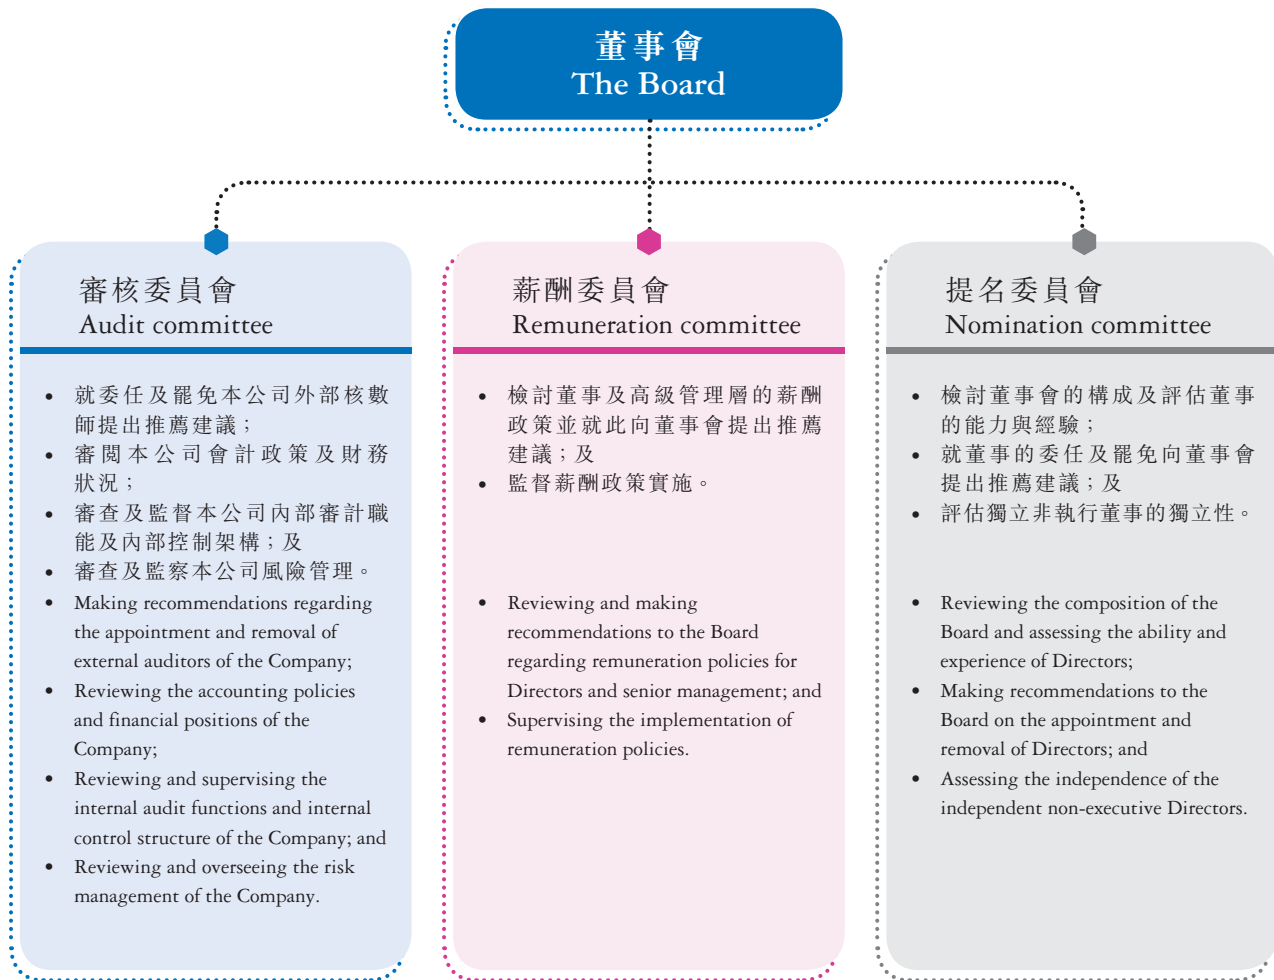 董事會
The Board
審核委員會
Audit committee
• 就委任及罷免本公司外部核數
師提出推薦建議；
• 審閱本公司會計政策及財務
狀況；
• 審查及監督本公司內部審計職
能及內部控制架構；及
• 審查及監察本公司風險管理。
• Making recommendations regarding
the appointment and removal of
external auditors of the Company;
• Reviewing the accounting policies
and financial positions of the
Company;
• Reviewing and supervising the
internal audit functions and internal
control structure of the Company; and
• Reviewing and overseeing the risk
management of the Company.
薪酬委員會
Remuneration committee
• 檢討董事及高級管理層的薪酬
政策並就此向董事會提出推薦
建議；及
• 監督薪酬政策實施。
• Reviewing and making
recommendations to the Board
regarding remuneration policies for
Directors and senior management; and
• Supervising the implementation of
remuneration policies.
提名委員會
Nomination committee
• 檢討董事會的構成及評估董事
的能力與經驗；
• 就董事的委任及罷免向董事會
提出推薦建議；及
• 評估獨立非執行董事的獨立性。
• Reviewing the composition of the
Board and assessing the ability and
experience of Directors;
• Making recommendations to the
Board on the appointment and
removal of Directors; and
• Assessing the independence of the
independent non-executive Directors.